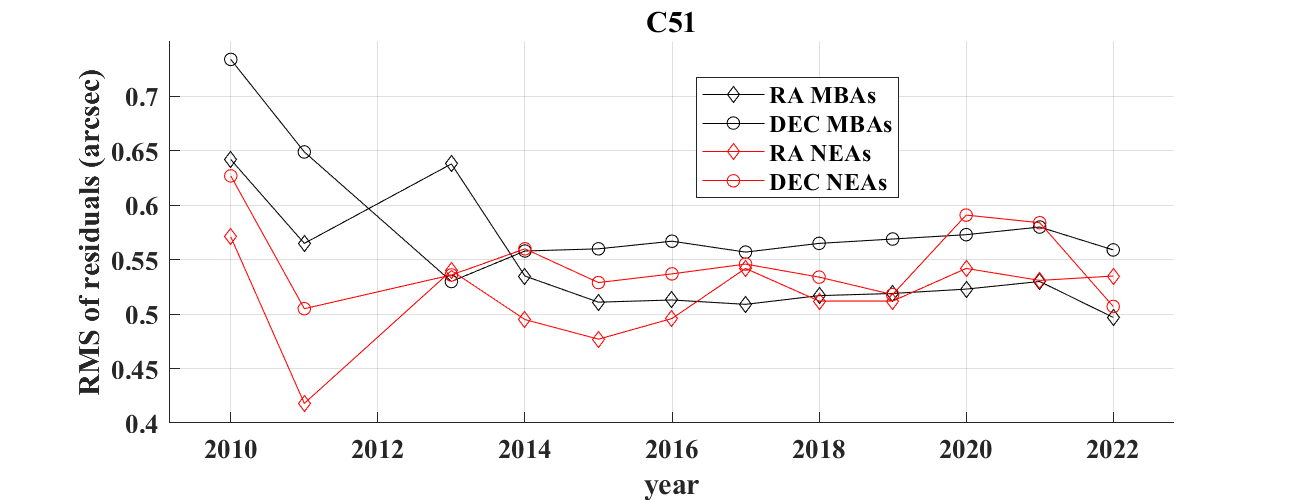 C51
RMS of residuals (arcsec)
0.7
0.65
0.6
0.55
0.5
0.45
0.4
RA MBAs
DEC MBAs
RA NEAs
DEC NEAs
2010 2012 2014 2016 2018 2020 2022
year